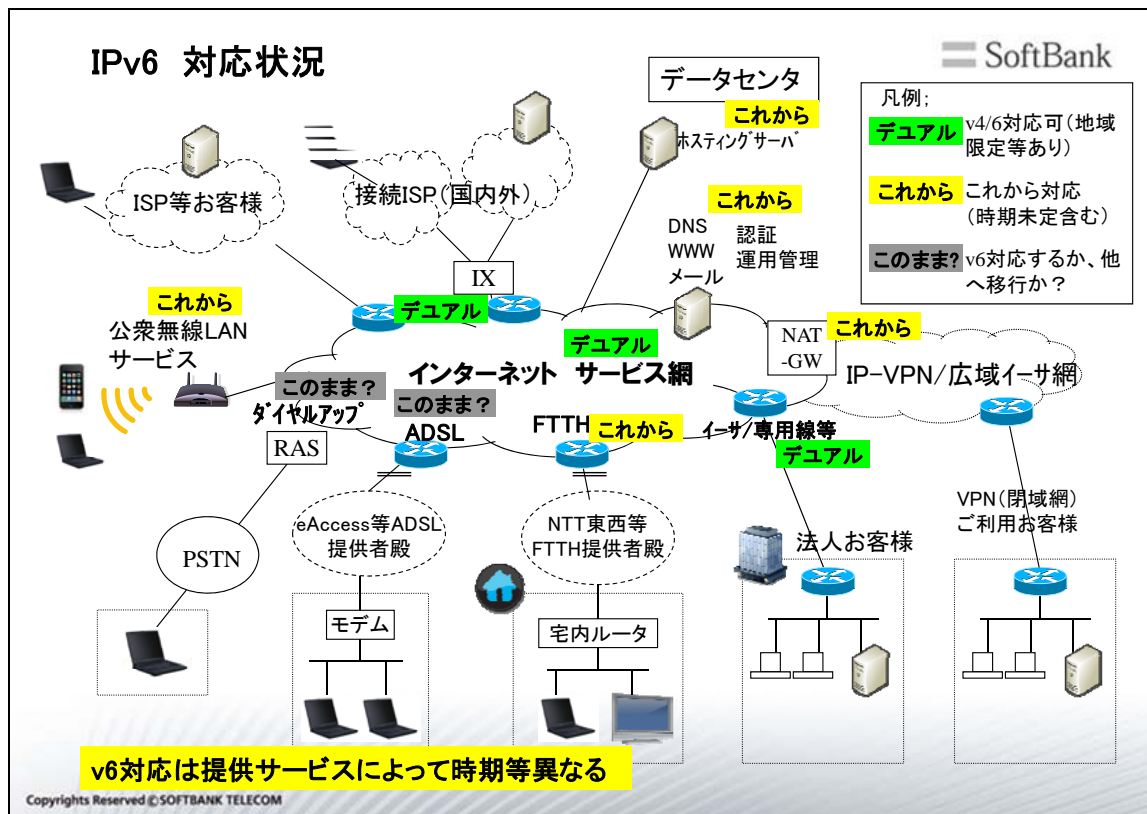 IPv6 対応状況
SoftBank
データセンタ
これから
ホスティングサーバ
凡例;
デュアル v4/6対応可(地域
限定等あり)
これから これから対応
(時期未定含む)
このまま? v6対応するか、他
へ移行か?
ISP等お客様
接続ISP(国内外)
これから
DNS
WWW
メール
認証
運用管理
IX
デュアル
デュアル
これから
公衆無線LAN
サービス
NAT
-GW
これから
IP-VPN/広域イーサ網
インターネット サービス網
このまま?
ダイヤルアップ
RAS
このまま?
ADSL
FTTH
これから
イーサ/専用線等
デュアル
eAccess等ADSL
提供者殿
NTT東西等
FTTH提供者殿
VPN(閉域網)
ご利用お客様
法人お客様
PSTN
モデム
宅内ルータ
v6対応は提供サービスによって時期等異なる
Copyrights Reserved ©SOFTBANK TELECOM